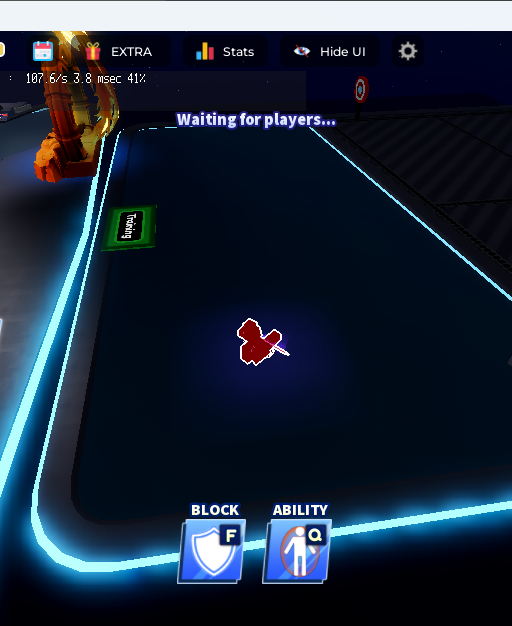 EXTRA
Stats
Hide UI
: 107.6/s 3.8 msec 41%
Waiting for players...
Training
BLOCK
ABILITY
F
Q